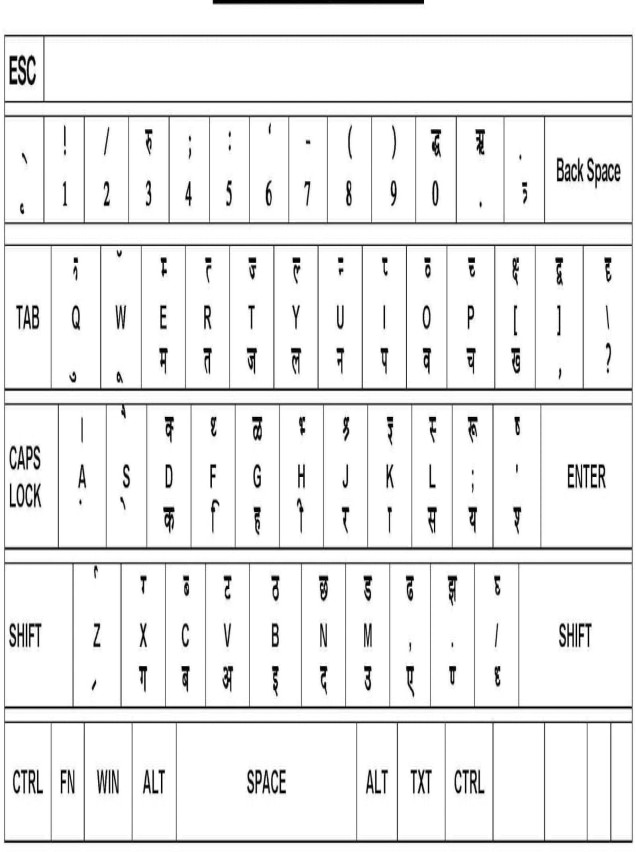 ESC
! / रु ; : ‘ - ( ) द्ध ऋ .
ृ 1 2 3 4 5 6 7 8 9 0 . Back Space
ॅ म् त् ज् ल् न् प् व् च् क्ष् द्व
TAB Q W E R T Y U I O P [ ] \
ु ू म त ज ल न प व च ख , ?
। ै क् थ् ळ भ् श्र ज्ञ स् रू
CAPS LOCK A S D F G H J K L ; ' ENTER
ं े क ि ह ी र ा स य श्
र् ग् ब् ट ठ छ ड ढ झ
SHIFT Z X C V B N M , . / SHIFT
् ग ब अ इ द उ ए ण् ध्
CTRL FN WIN ALT SPACE ALT TXT CTRL